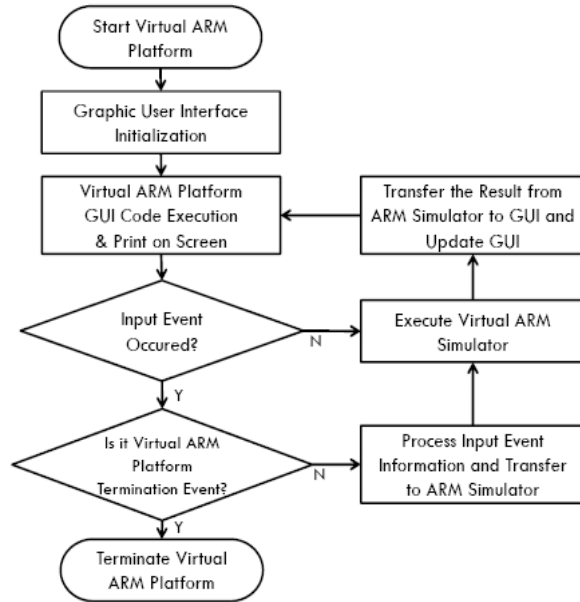 Start Virtual ARM
Platform
Graphic User Interface
Initialization
Virtual ARM Platform
GUI Code Execution
& Print on Screen
Transfer the Result from
ARM Simulator to GUI and
Update GUI
Input Event
Occured?
N
Execute Virtual ARM
Simulator
Y
Is it Virtual ARM
Platform
Termination Event?
N
Process Input Event
Information and Transfer
to ARM Simulator
Y
Terminate Virtual
ARM Platform